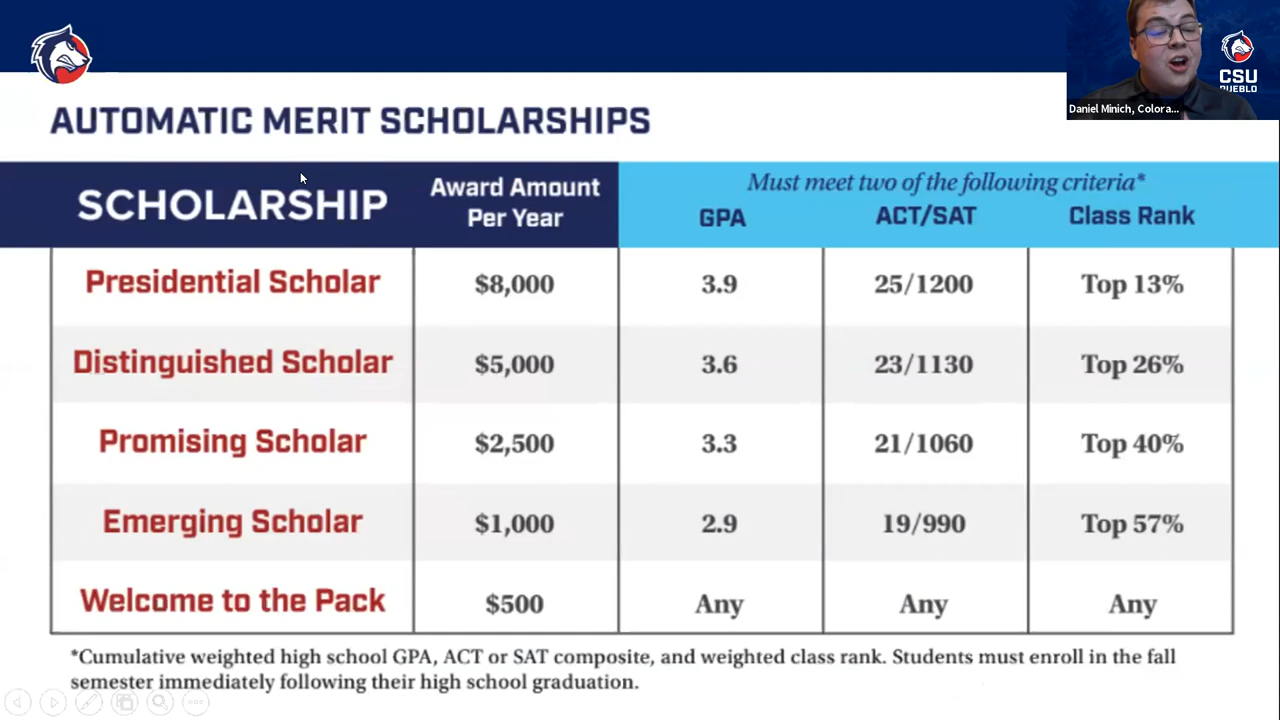 CSU
PUEBLO
Daniel Minich, Colora...
AUTOMATIC MERIT SCHOLARSHIPS
SCHOLARSHIP
Award Amount
Per Year
Must meet two of the following criteria*
GPA ACT/SAT Class Rank
Presidential Scholar $8,000 3.9 25/1200 Top 13%
Distinguished Scholar $5,000 3.6 23/1130 Top 26%
Promising Scholar $2,500 3.3 21/1060 Top 40%
Emerging Scholar $1,000 2.9 19/990 Top 57%
Welcome to the Pack $500 Any Any Any
*Cumulative weighted high school GPA, ACT or SAT composite, and weighted class rank. Students must enroll in the fall
semester immediately following their high school graduation.